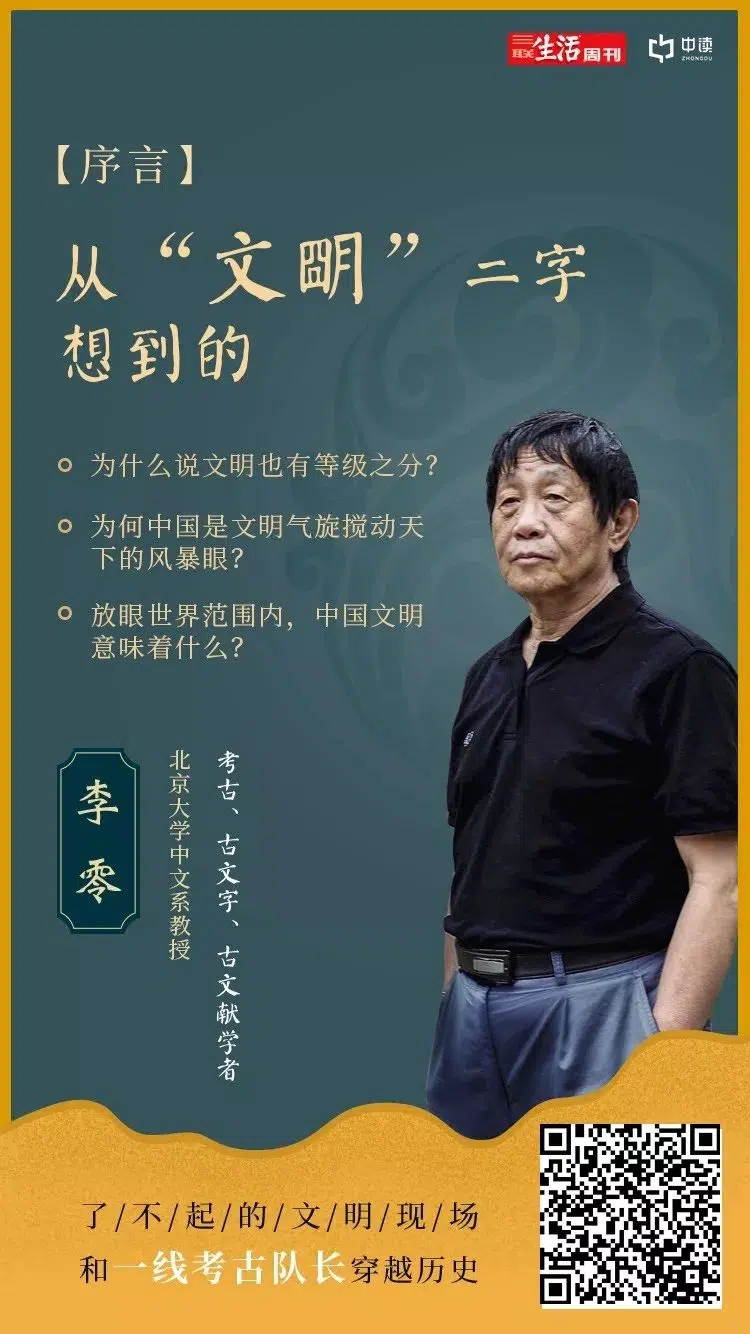 三联生活周刊
中读
ZHONGDU
【序言】
从“文明”二字
想到的
为什么说文明也有等级之分？
为何中国是文明气旋搅动天
下的风暴眼？
放眼世界范围内，中国文明
意味着什么？
李零
北京大学中文系教授
考古、古文字、古文献学者
了/不/起/的/文/明/现/场
和一线考古队长穿越历史